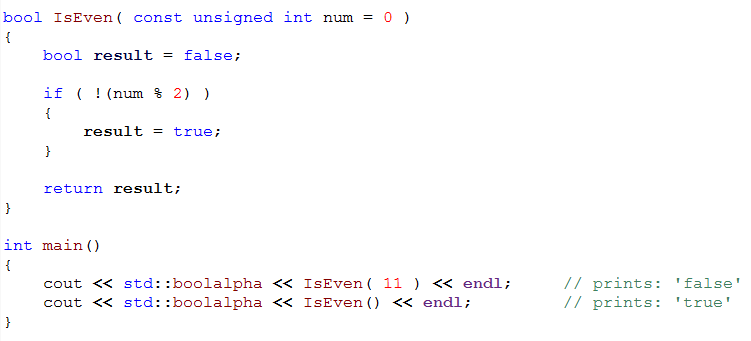 bool IsEven( const unsigned int num = 0 )
{
    bool result = false;

    if ( !(num % 2) )
    {
        result = true;
    }

    return result;
}

int main()
{
    cout << std::boolalpha << IsEven( 11 ) << endl;     // prints: 'false'
    cout << std::boolalpha << IsEven() << endl;         // prints: 'true'
}